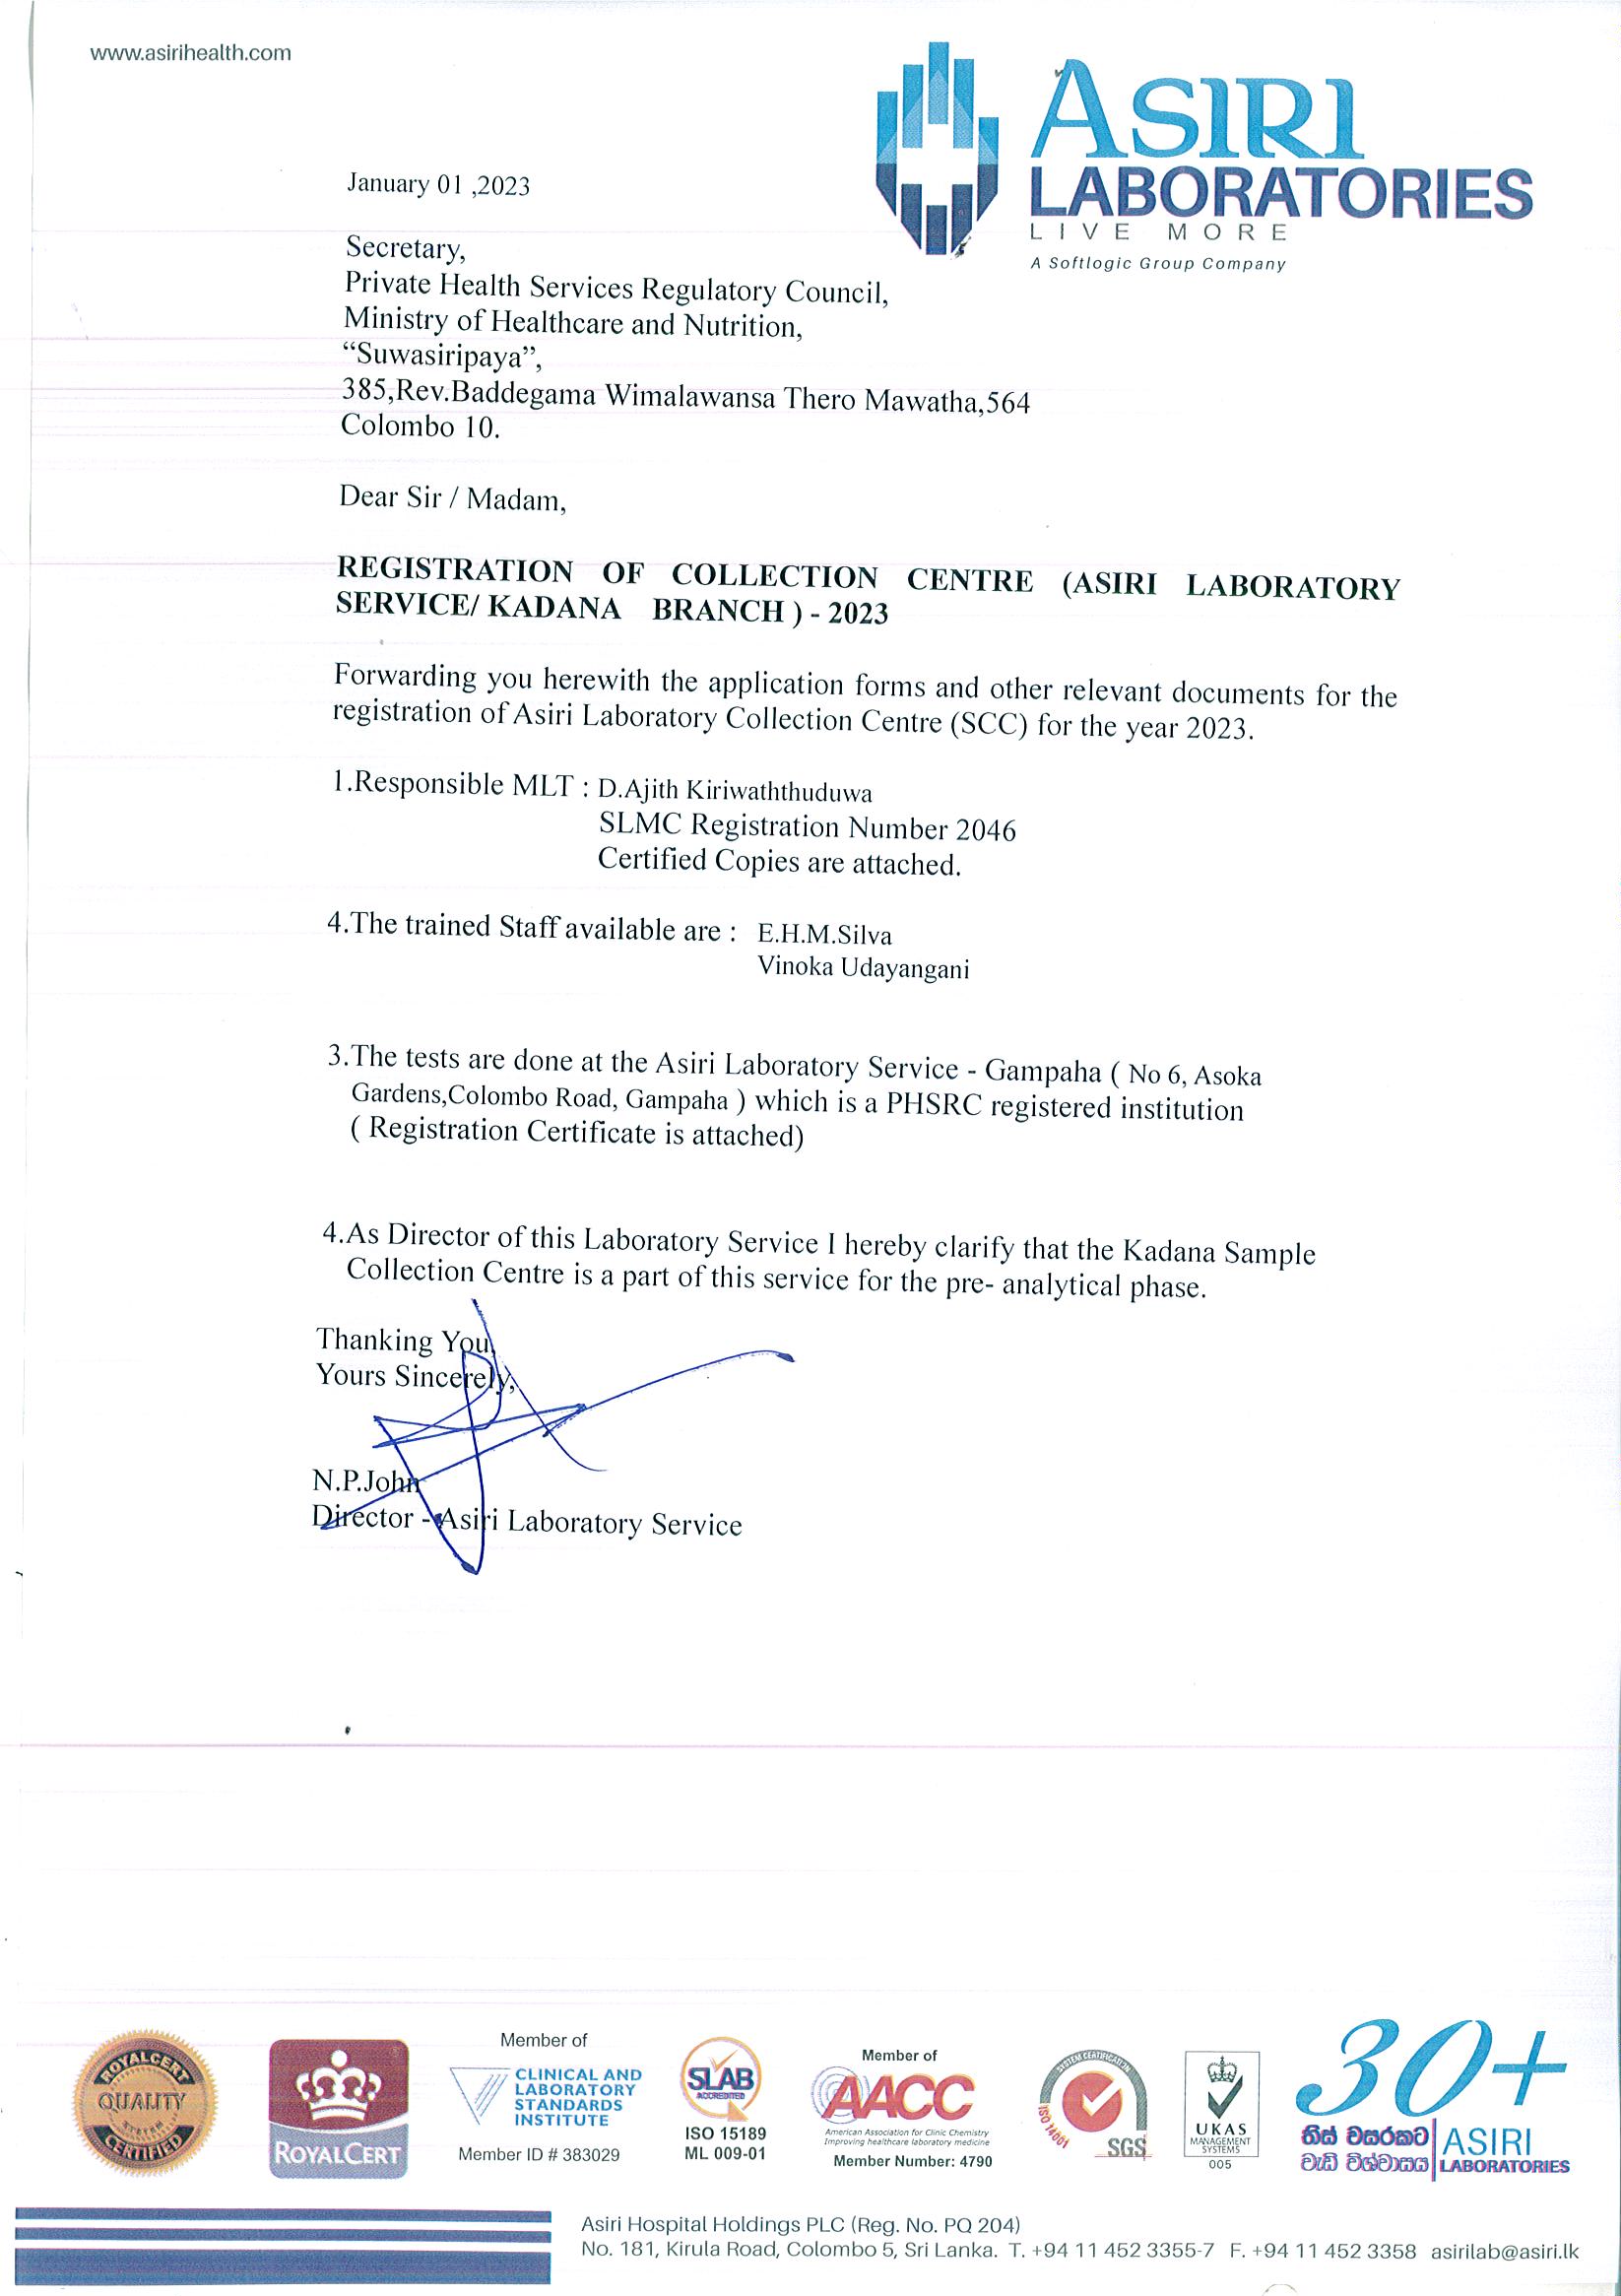 www.asirihealth.com
ASIRI
LABORATORIES
LIVE MORE
A Softlogic Group Company
January 01 ,2023
Secretary,
Private Health Services Regulatory Council,
Ministry of Healthcare and Nutrition,
“Suwasiripaya”,
385,Rev.Baddegama Wimalawansa Thero Mawatha,564
Colombo 10.
Dear Sir / Madam,
REGISTRATION OF COLLECTION CENTRE (ASIRI LABORATORY
SERVICE/ KADANA BRANCH ) - 2023
Forwarding you herewith the application forms and other relevant documents for the
registration of Asiri Laboratory Collection Centre (SCC) for the year 2023.
1.Responsible MLT : D.Ajith Kiriwaththuduwa
SLMC Registration Number 2046
Certified Copies are attached.
4.The trained Staff available are : E.H.M.Silva
Vinoka Udayangani
3.The tests are done at the Asiri Laboratory Service - Gampaha ( No 6, Asoka
Gardens,Colombo Road, Gampaha ) which is a PHSRC registered institution
( Registration Certificate is attached)
4.As Director of this Laboratory Service I hereby clarify that the Kadana Sample
Collection Centre is a part of this service for the pre- analytical phase.
Thanking You,
Yours Sincerely,
N.P.John
Director - Asiri Laboratory Service
ROYALCERT
QUALITY
SYSTEM
CERTIFIED
ROYALCERT
Member of
CLINICAL AND
LABORATORY
STANDARDS
INSTITUTE
Member ID # 383029
SLAB
ACCREDITED
ISO 15189
ML 009-01
Member of
AACC
American Association for Clinic Chemistry
Improving healthcare laboratory medicine
Member Number: 4790
SYSTEM CERTIFICATION
ISO 14001
SGS
UKAS
MANAGEMENT
SYSTEMS
005
30+
තිස් වසරකට
වැඩි විශ්වාසය
ASIRI
LABORATORIES
Asiri Hospital Holdings PLC (Reg. No. PQ 204)
No. 181, Kirula Road, Colombo 5, Sri Lanka. T. +94 11 452 3355-7 F. +94 11 452 3358 asirilab@asiri.lk